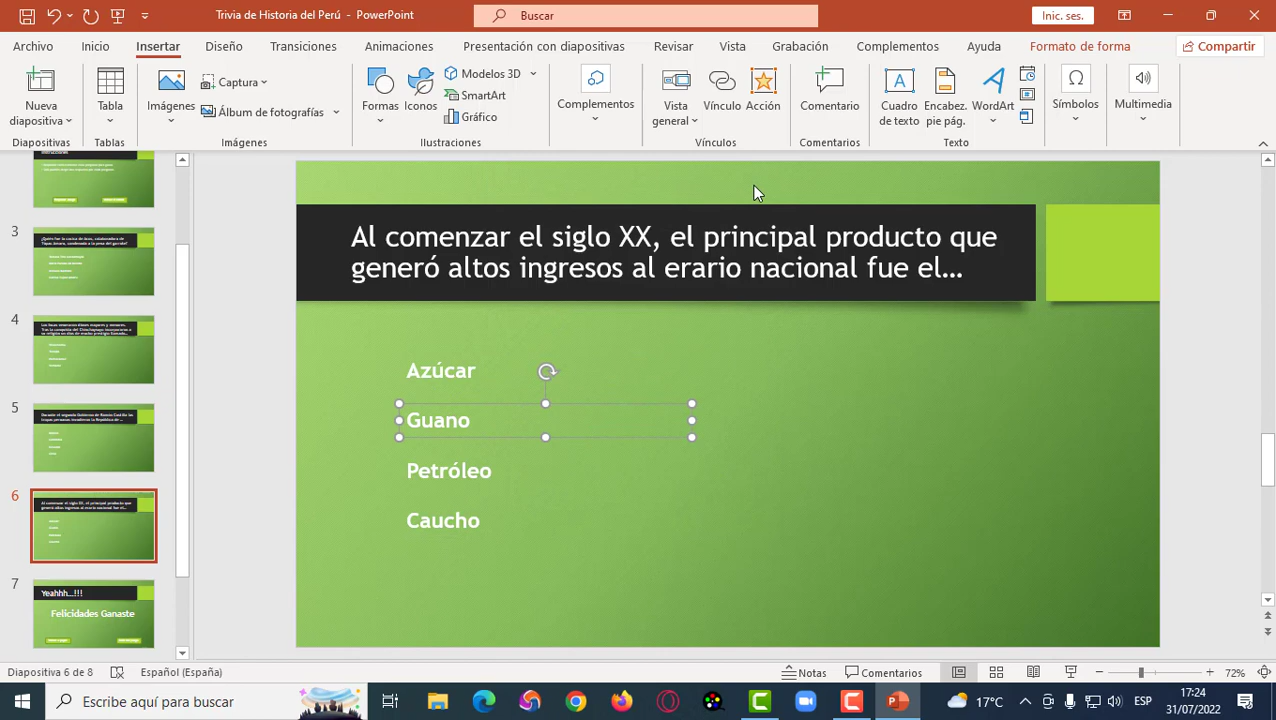 Trivia de Historia del Perú - PowerPoint
Buscar
Inic. ses.
Archivo
Inicio
Insertar
Diseño
Transiciones
Animaciones
Presentación con diapositivas
Revisar
Vista
Grabación
Complementos
Ayuda
Formato de forma
Compartir
Nueva
diapositiva
Tabla
Imágenes
Captura
Álbum de fotografías
Formas
Iconos
Modelos 3D
SmartArt
Gráfico
Complementos
Vista
general
Vínculo
Acción
Comentario
Cuadro
de texto
Encabez.
pie pág.
WordArt
Símbolos
Multimedia
Diapositivas
Tablas
Imágenes
Ilustraciones
Vínculos
Comentarios
Texto
3
4
5
6
7
Yeahhh...!!!
Felicidades Ganaste
Al comenzar el siglo XX, el principal producto que
generó altos ingresos al erario nacional fue el...
Azúcar
Guano
Petróleo
Caucho
Diapositiva 6 de 8
Español (España)
Notas
Comentarios
72%
Escribe aquí para buscar
17°C
ESP
17:24
31/07/2022